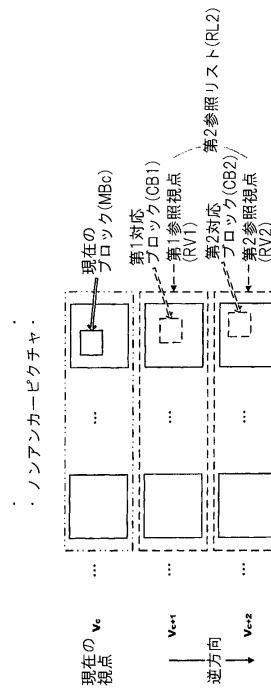 ・ノンアンカーピクチャ・
現在の
視点
Vc
...
...
現在の
ブロック(MBc)
Vc+1
...
...
第1対応
ブロック(CB1)
第1参照視点
(RV1)
逆方向
Vc+2
...
...
第2対応
ブロック(CB2)
第2参照視点
(RV2)
第2参照リスト(RL2)